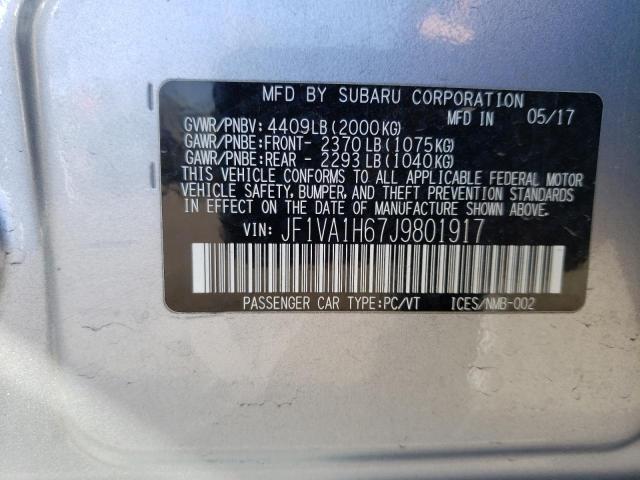 MFD BY SUBARU CORPORATION
MFD IN 05/17
GVWR/PNBV: 4409LB(2000KG)
GAWR/PNBE:FRONT- 2370LB(1075KG)
GAWR/PNBE:REAR - 2293LB(1040KG)
THIS VEHICLE CONFORMS TO ALL APPLICABLE FEDERAL MOTOR
VEHICLE SAFETY, BUMPER, AND THEFT PREVENTION STANDARDS
IN EFFECT ON THE DATE OF MANUFACTURE SHOWN ABOVE.
VIN: JF1VA1H67J9801917
PASSENGER CAR TYPE:PC/VT ICES/NMB-002